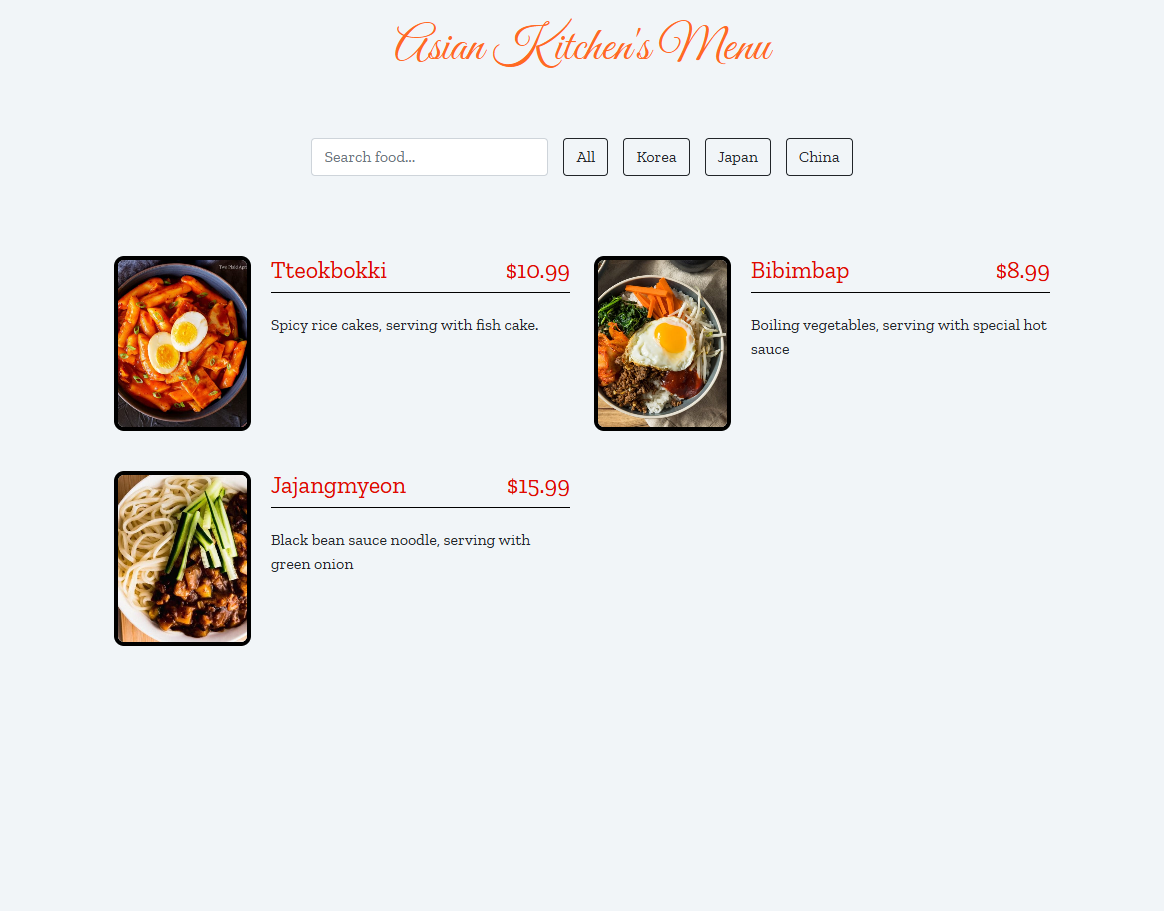 Asian Kitchen's Menu
Search food...
All
Korea
Japan
China
Tteokbokki $10.99
Spicy rice cakes, serving with fish cake.
Bibimbap $8.99
Boiling vegetables, serving with special hot
sauce
Jajangmyeon $15.99
Black bean sauce noodle, serving with
green onion